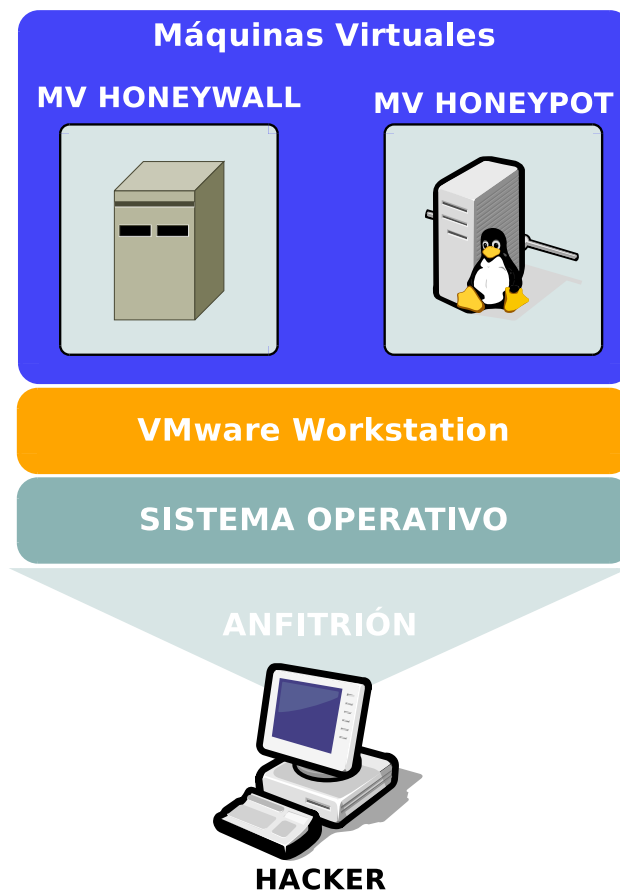 Máquinas Virtuales
MV HONEYWALL
MV HONEYPOT
VMware Workstation
SISTEMA OPERATIVO
ANFITRIÓN
HACKER